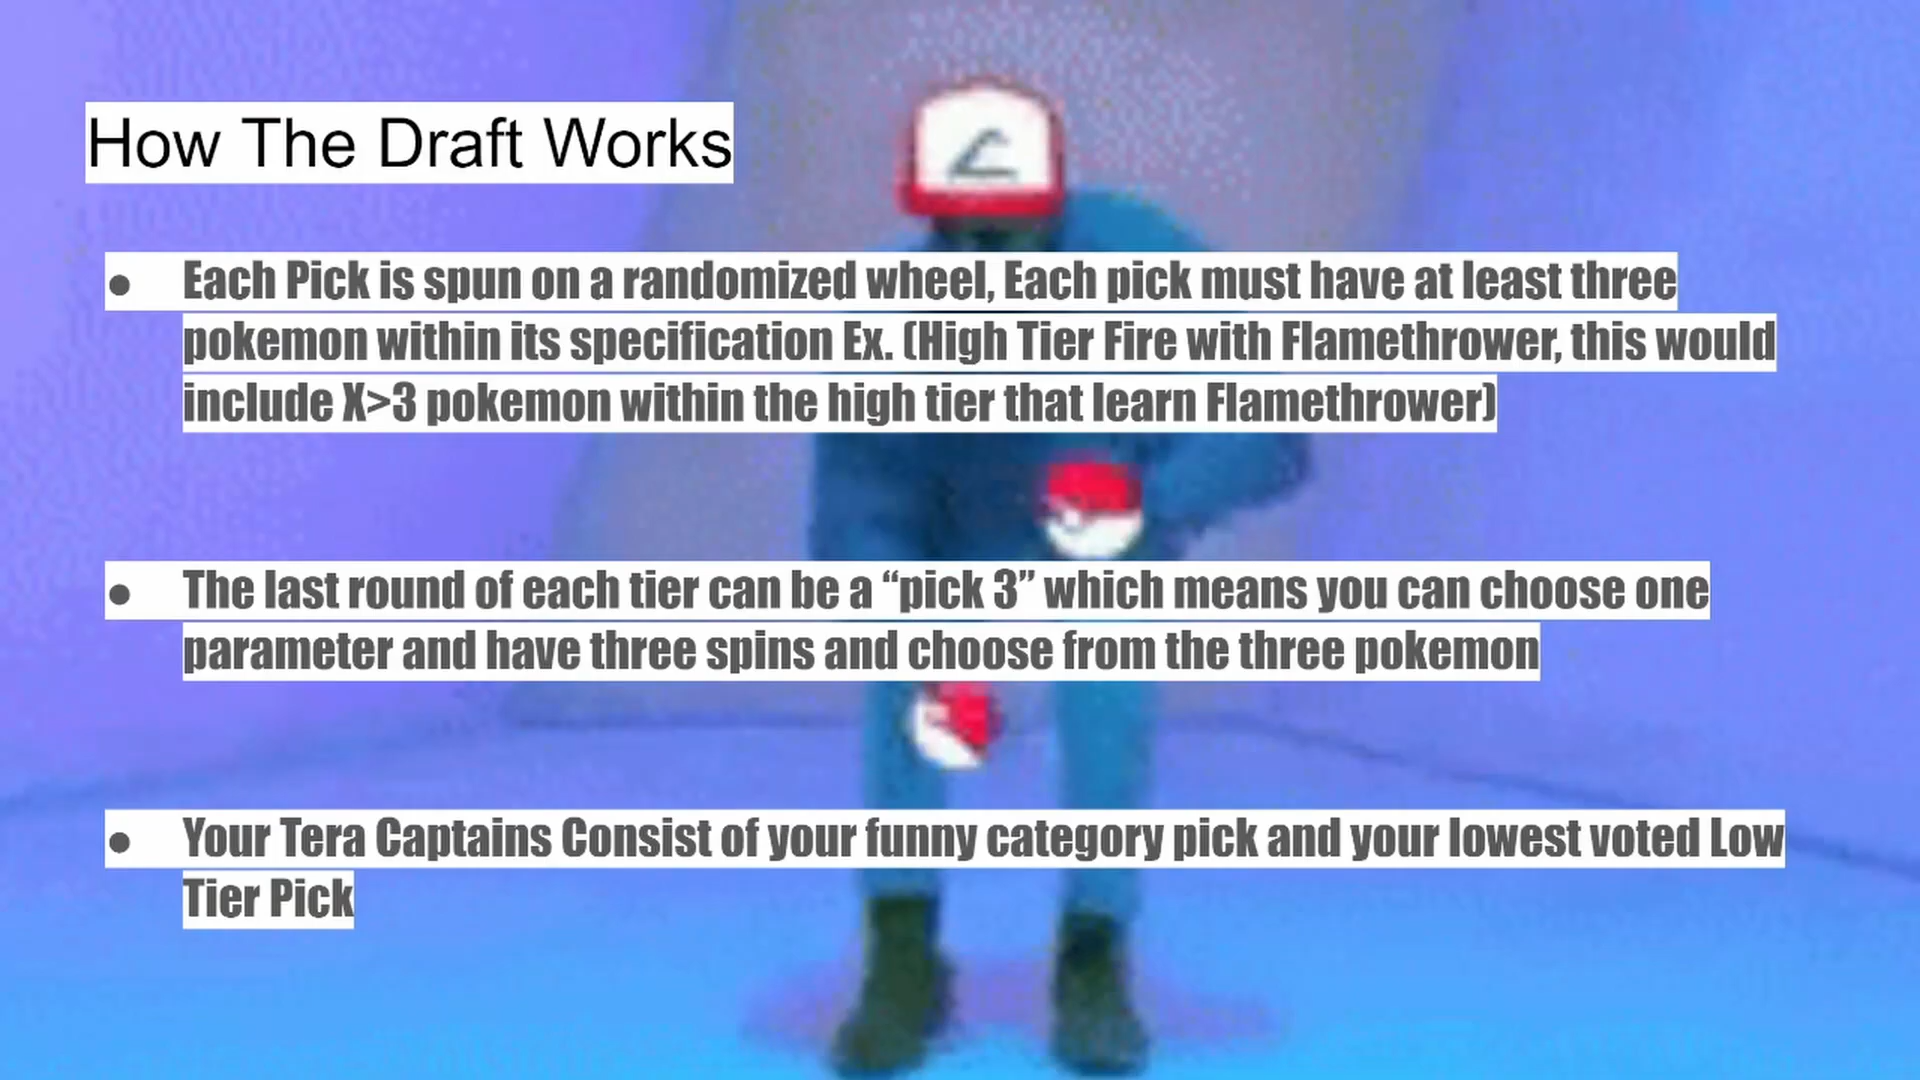 How The Draft Works
● Each Pick is spun on a randomized wheel, Each pick must have at least three
pokemon within its specification Ex. (High Tier Fire with Flamethrower, this would
include X>3 pokemon within the high tier that learn Flamethrower)
● The last round of each tier can be a “pick 3” which means you can choose one
parameter and have three spins and choose from the three pokemon
● Your Tera Captains Consist of your funny category pick and your lowest voted Low
Tier Pick